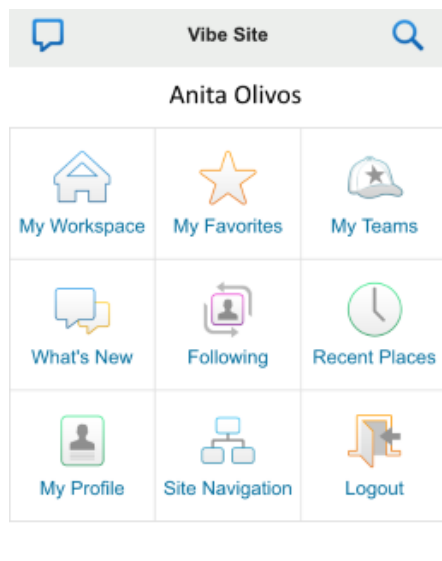 Vibe Site
Anita Olivos
My Workspace
My Favorites
My Teams
What's New
Following
Recent Places
My Profile
Site Navigation
Logout